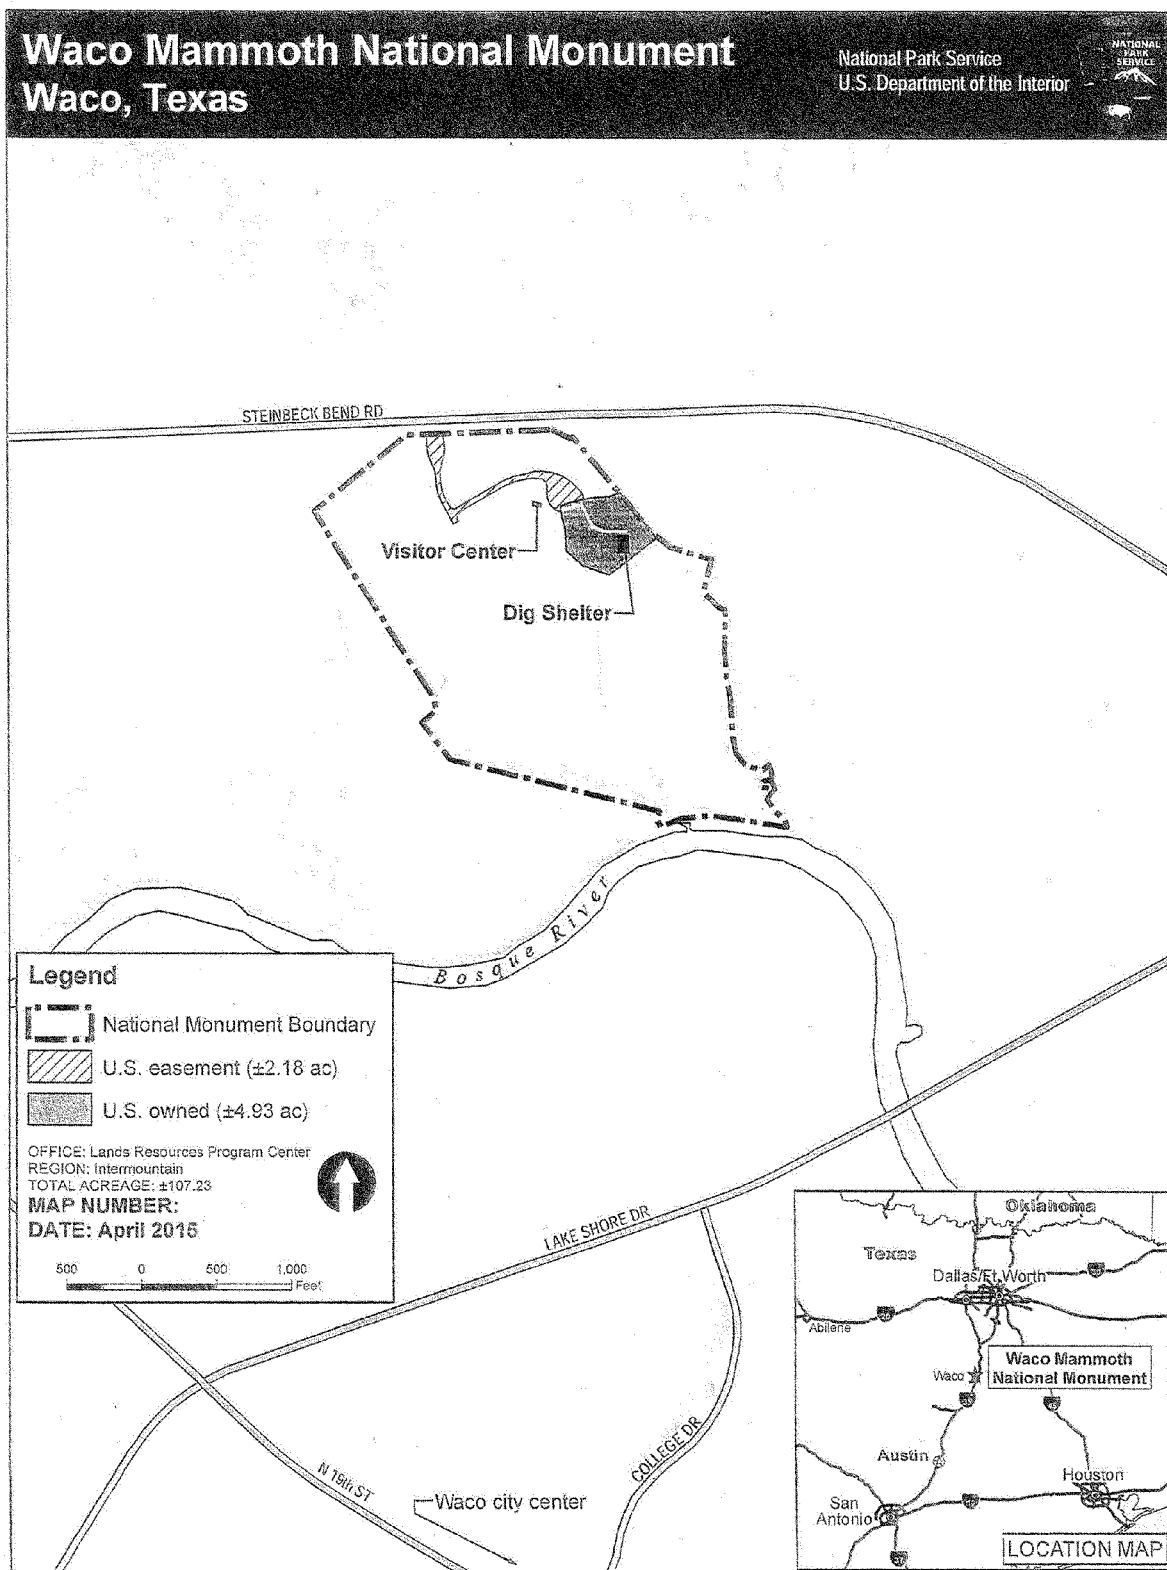 Waco Mammoth National Monument
Waco, Texas
National Park Service
U.S. Department of the Interior
NATIONAL
PARK
SERVICE
STEINBECK BEND RD
Visitor Center
Dig Shelter
Bosque River
Legend
National Monument Boundary
U.S. easement (±2.18 ac)
U.S. owned (±4.93 ac)
OFFICE: Lands Resources Program Center
REGION: Intermountain
TOTAL ACREAGE: ±107.23
MAP NUMBER:
DATE: April 2015
500 0 500 1,000
Feet
LAKE SHORE DR
N 19th ST
COLLEGE DR
Waco city center
Oklahoma
Texas
Dallas/Ft.Worth
Abilene
Waco
Waco Mammoth
National Monument
Austin
Houston
San
Antonio
LOCATION MAP